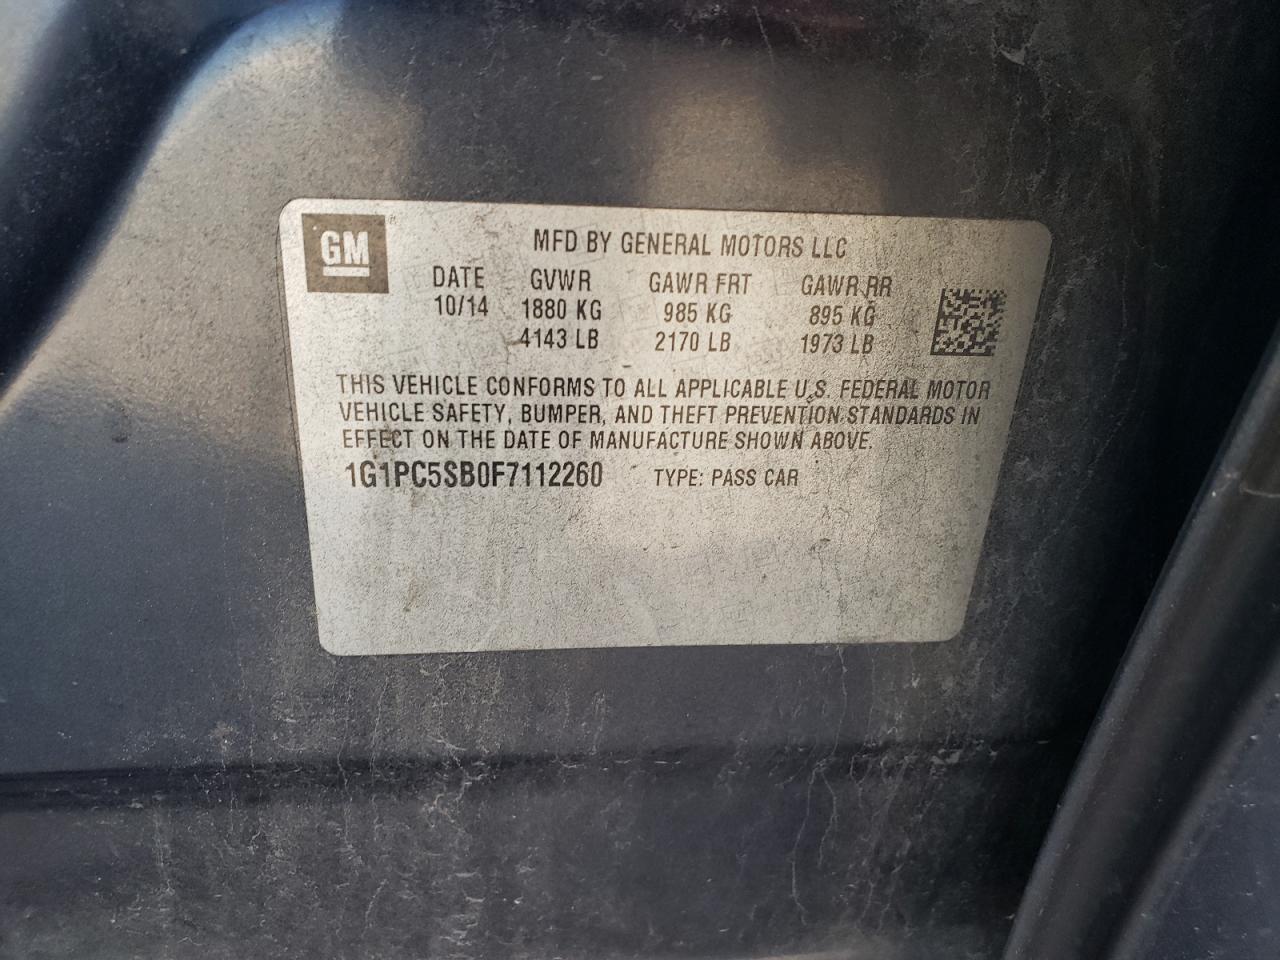 GM
MFD BY GENERAL MOTORS LLC
DATE GVWR GAWR FRT GAWR RR
10/14 1880 KG 985 KG 895 KG
4143 LB 2170 LB 1973 LB
THIS VEHICLE CONFORMS TO ALL APPLICABLE U.S. FEDERAL MOTOR
VEHICLE SAFETY, BUMPER, AND THEFT PREVENTION STANDARDS IN
EFFECT ON THE DATE OF MANUFACTURE SHOWN ABOVE.
1G1PC5SB0F7112260 TYPE: PASS CAR